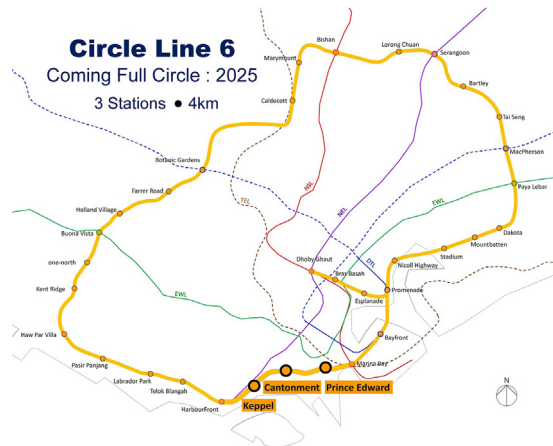 Circle Line 6
Coming Full Circle : 2025
3 Stations ● 4km
Bishan
Marymount
Lorong Chuan
Serangoon
Bartley
Caldecott
Tai Seng
MacPherson
Botanic Gardens
Paya Lebar
Farrer Road
TEL
NSL
NEL
EWL
Holland Village
Buona Vista
Dakota
Mountbatten
Stadium
Nicoll Highway
DTL
Dhoby Ghaut
Bras Basah
Esplanade
Promenade
one-north
Kent Ridge
EWL
Haw Par Villa
Bayfront
Pasir Panjang
Marina Bay
Labrador Park
Telok Blangah
Cantonment
Prince Edward
HarbourFront
Keppel
N